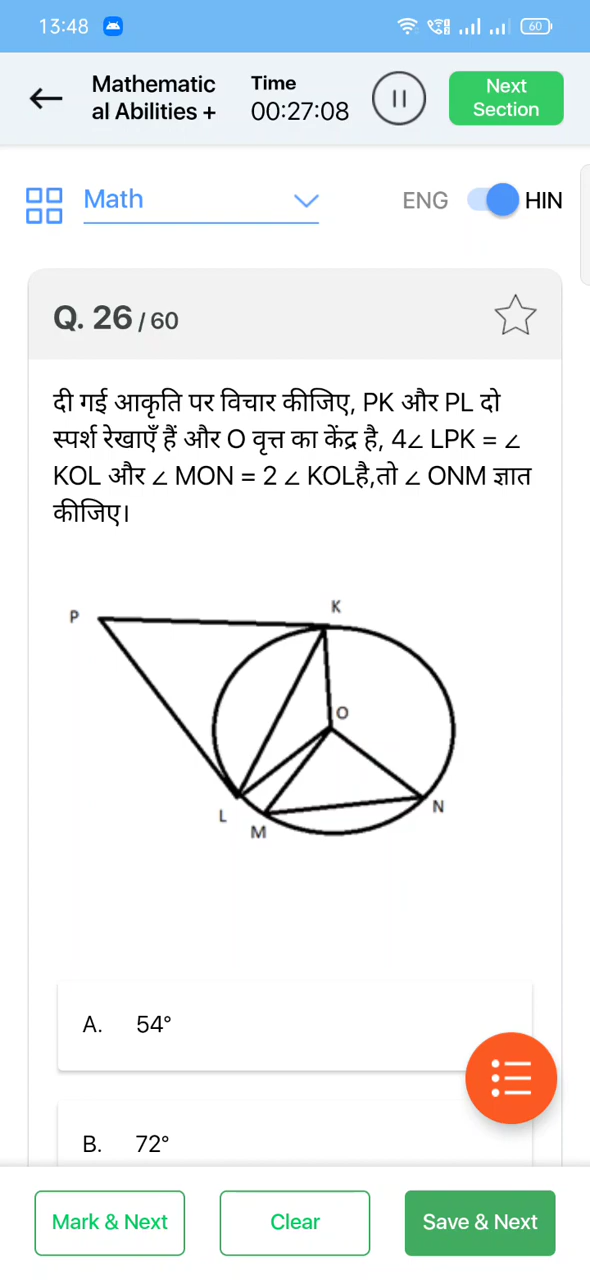 13:48
60
Mathematic
al Abilities +
Time
00:27:08
Next
Section
Math
ENG
HIN
Q. 26 / 60
दी गई आकृति पर विचार कीजिए, PK और PL दो
स्पर्श रेखाएँ हैं और O वृत्त का केंद्र है, 4∠ LPK = ∠
KOL और ∠ MON = 2 ∠ KOLहै,तो ∠ ONM ज्ञात
कीजिए।
P
K
O
L
M
N
A. 54°
B. 72°
Mark & Next
Clear
Save & Next